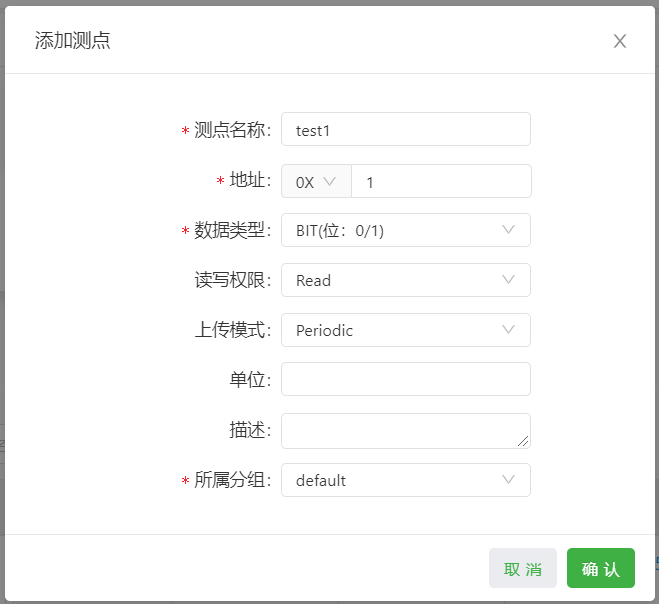 添加测点
* 测点名称: test1
* 地址: 0X 1
* 数据类型: BIT(位：0/1)
读写权限: Read
上传模式: Periodic
单位:
描述:
* 所属分组: default
取 消 确 认